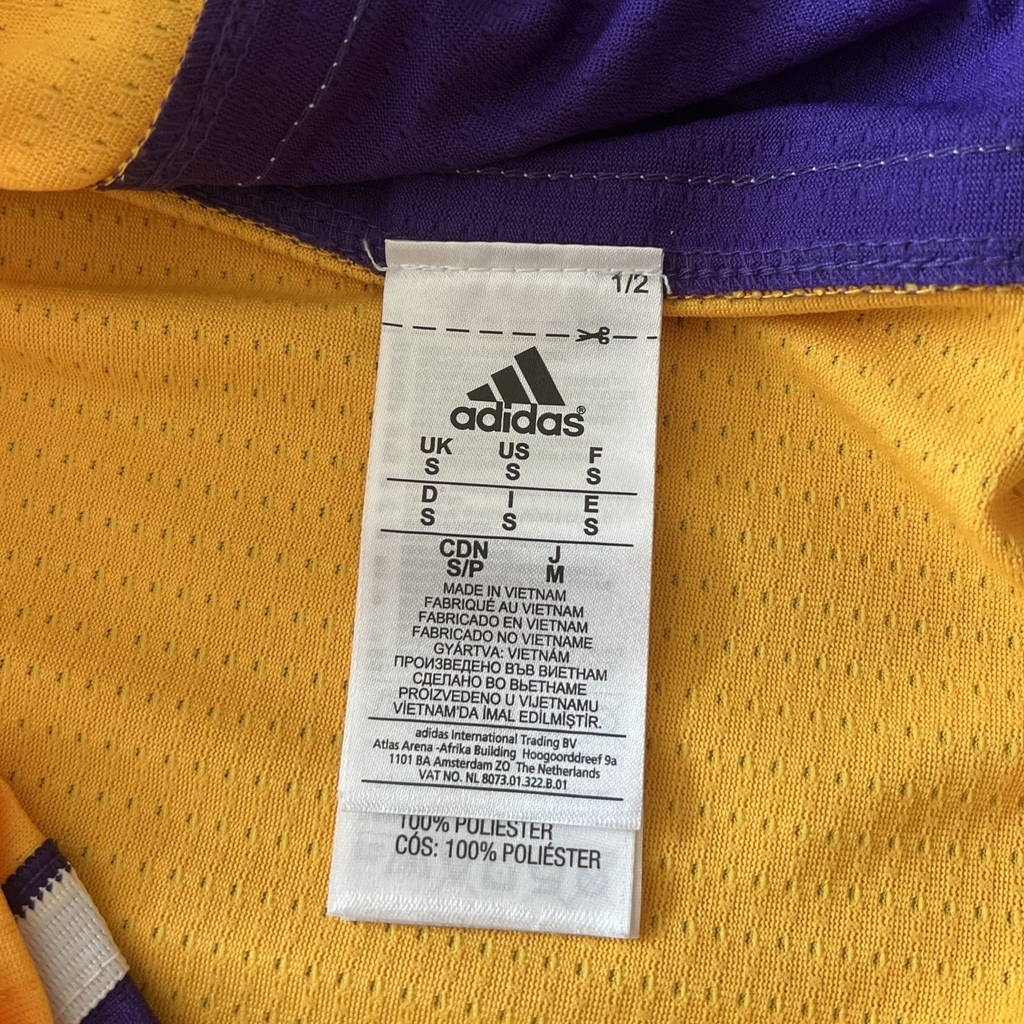 1/2
adidas®
UK US F
S S S
D I E
S S S
CDN J
S/P M
MADE IN VIETNAM
FABRIQUÉ AU VIETNAM
FABRICADO EN VIETNAM
FABRICADO NO VIETNAME
GYÁRTVA: VIETNÁM
ПРОИЗВЕДЕНО ВЪВ ВИЕТНАМ
СДЕЛАНО ВО ВЬЕТНАМЕ
PROIZVEDENO U VIJETNAMU
VİETNAM'DA İMAL EDİLMİŞTİR.
adidas International Trading BV
Atlas Arena -Afrika Building Hoogoorddreef 9a
1101 BA Amsterdam ZO The Netherlands
VAT NO. NL 8073.01.322.B.01
100% POLIÉSTER
CÓS: 100% POLIÉSTER